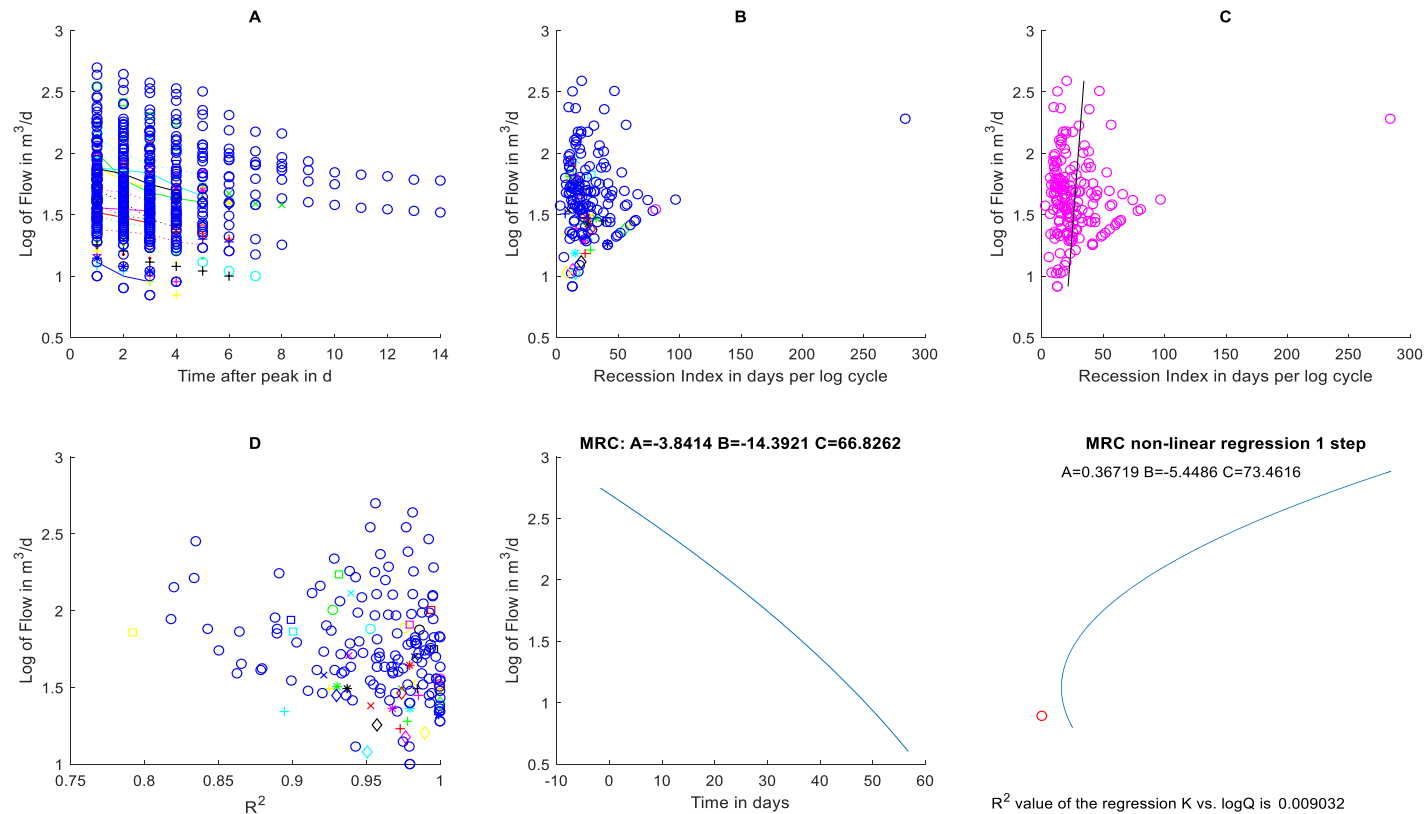 A
3
2.5
2
1.5
1
0.5
Log of Flow in m3/d
0 2 4 6 8 10 12 14
Time after peak in d
B
3
2.5
2
1.5
1
0.5
Log of Flow in m3/d
0 50 100 150 200 250 300
Recession Index in days per log cycle
C
3
2.5
2
1.5
1
0.5
Log of Flow in m3/d
0 50 100 150 200 250 300
Recession Index in days per log cycle
D
3
2.5
2
1.5
1
Log of Flow in m3/d
0.75 0.8 0.85 0.9 0.95 1
R2
MRC: A=-3.8414 B=-14.3921 C=66.8262
3
2.5
2
1.5
1
0.5
Log of Flow in m3/d
-10 0 10 20 30 40 50 60
Time in days
MRC non-linear regression 1 step
A=0.36719 B=-5.4486 C=73.4616
R2 value of the regression K vs. logQ is 0.009032